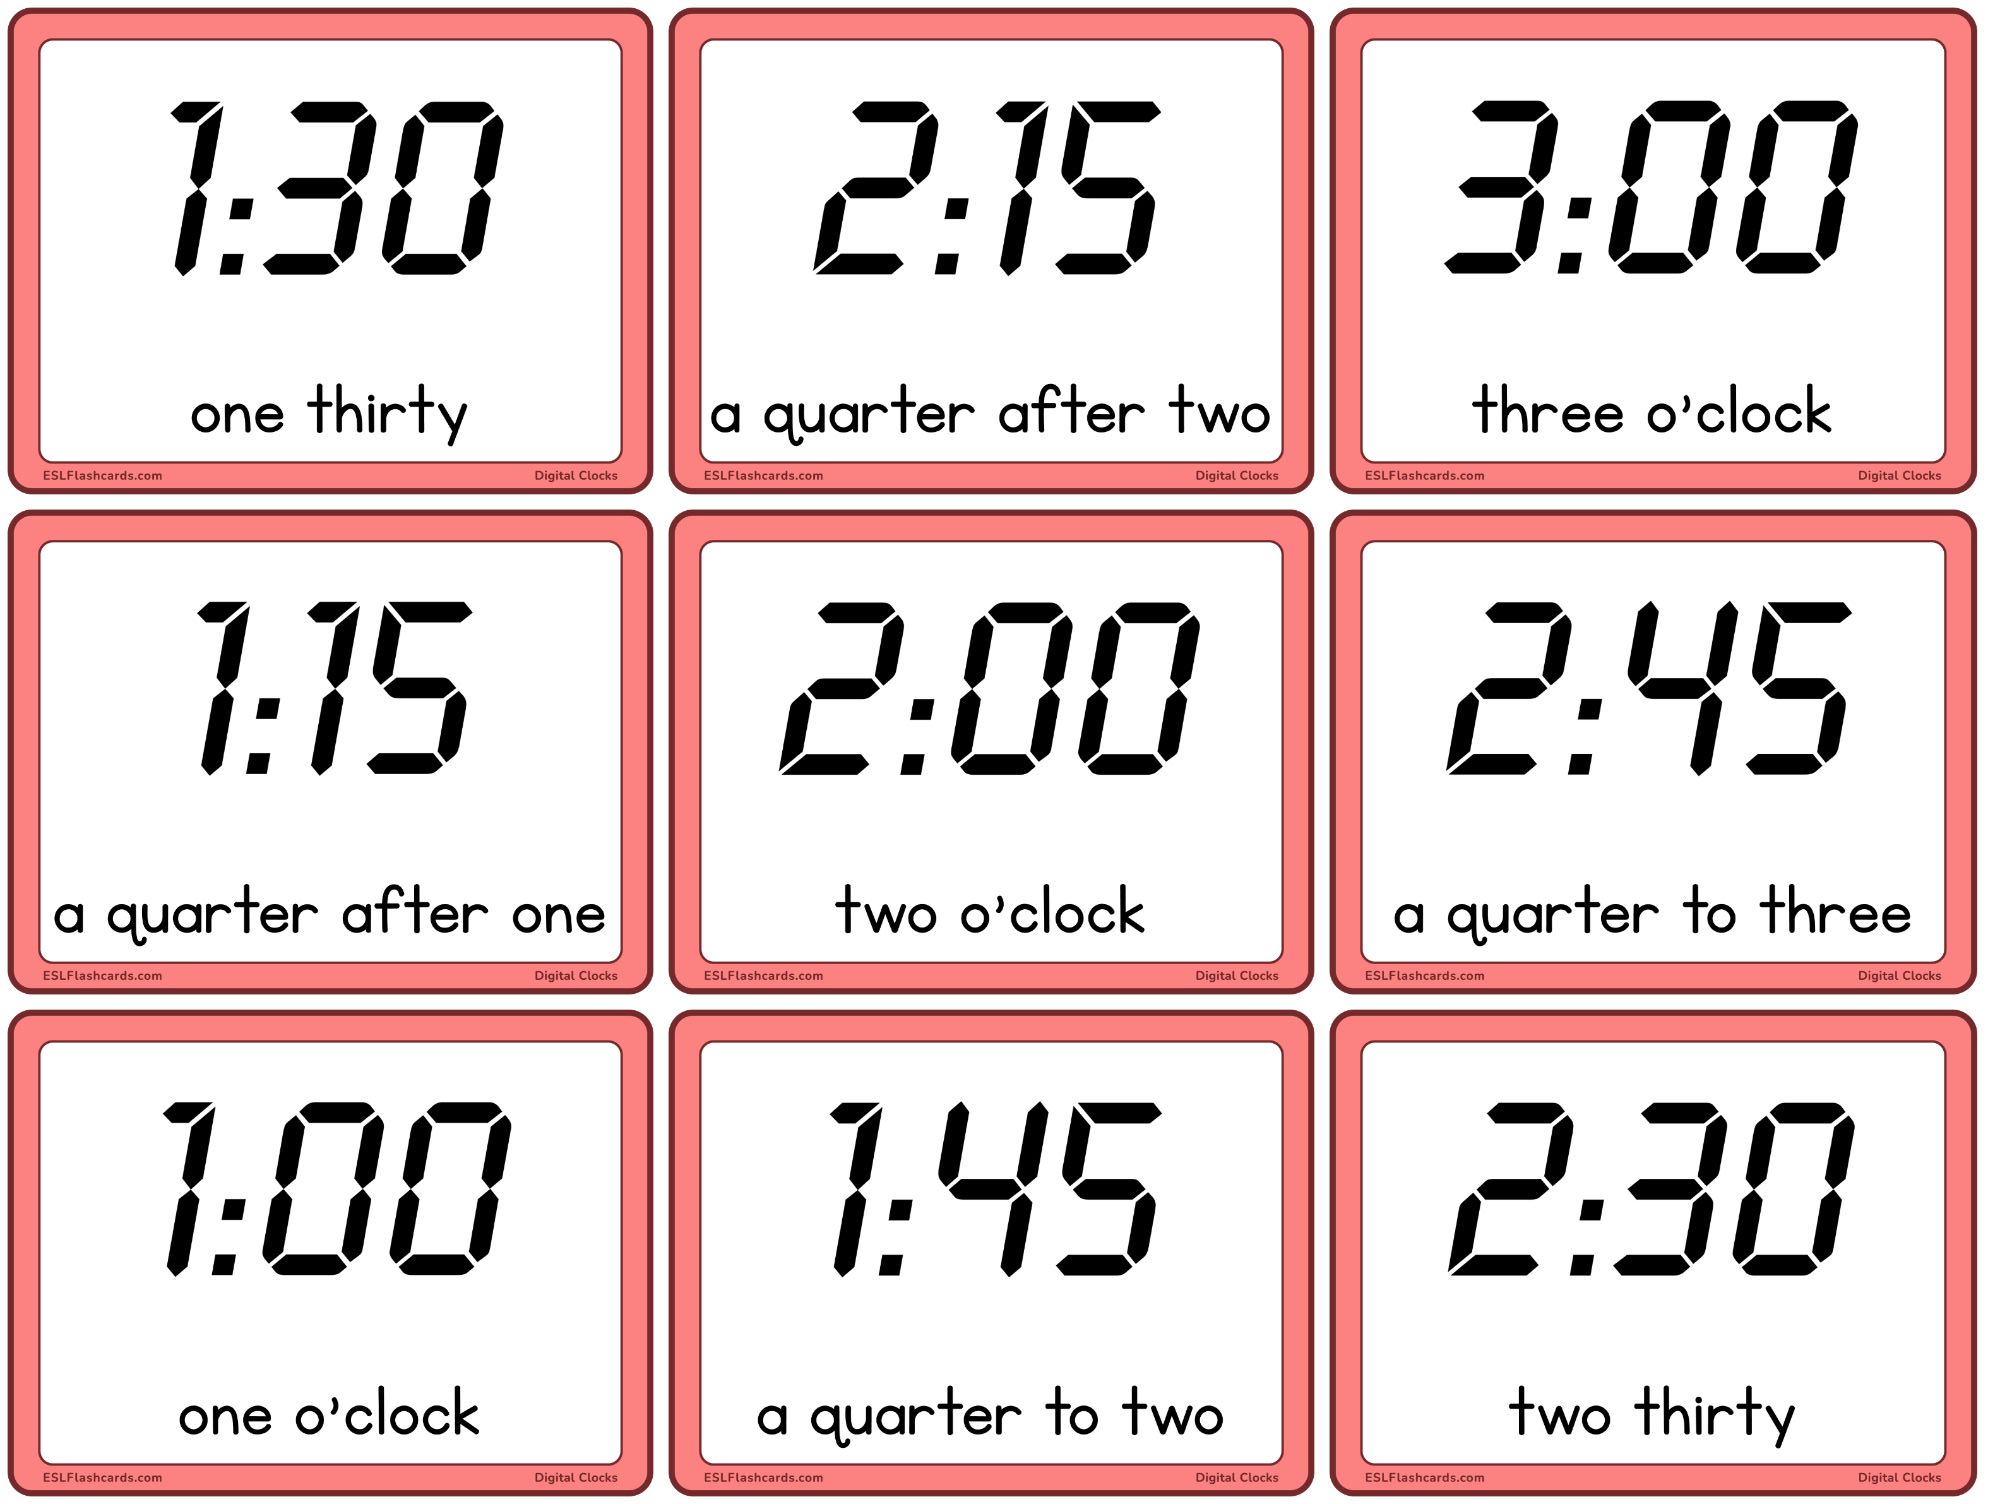 1:30
one thirty
ESLFlashcards.com Digital Clocks
2:15
a quarter after two
ESLFlashcards.com Digital Clocks
3:00
three o'clock
ESLFlashcards.com Digital Clocks
1:15
a quarter after one
ESLFlashcards.com Digital Clocks
2:00
two o'clock
ESLFlashcards.com Digital Clocks
2:45
a quarter to three
ESLFlashcards.com Digital Clocks
1:00
one o'clock
ESLFlashcards.com Digital Clocks
1:45
a quarter to two
ESLFlashcards.com Digital Clocks
2:30
two thirty
ESLFlashcards.com Digital Clocks